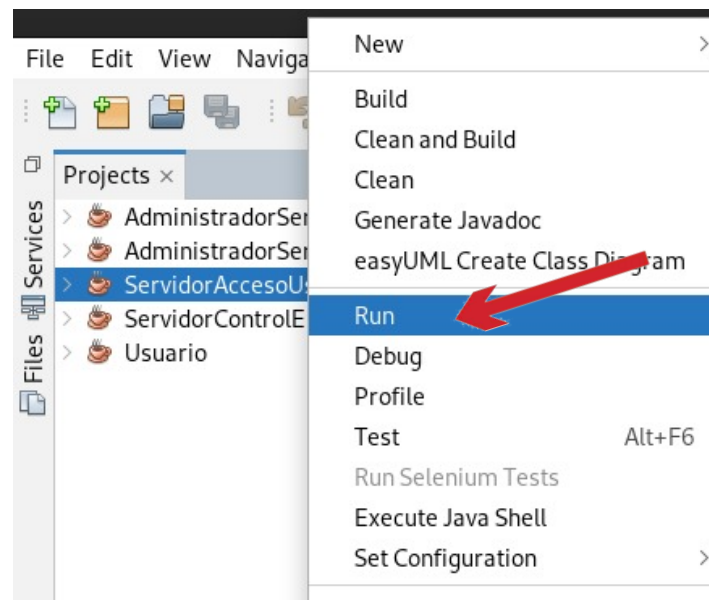 File Edit View Naviga
Projects
Services
Files
AdministradorSer
AdministradorSer
ServidorAccesoU
ServidorControlE
Usuario
New
Build
Clean and Build
Clean
Generate Javadoc
easyUML Create Class Diagram
Run
Debug
Profile
Test Alt+F6
Run Selenium Tests
Execute Java Shell
Set Configuration